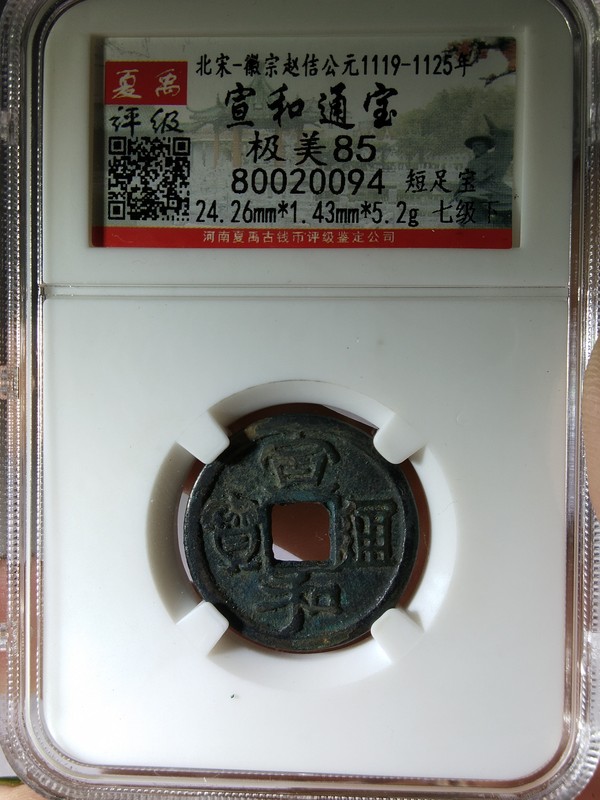 北宋-徽宗赵佶公元1119-1125年
夏禹
评级
宣和通宝
极美85
80020094 短足宝
24.26mm*1.43mm*5.2g 七级下
河南夏禹古钱币评级鉴定公司
宣
和
通
寳